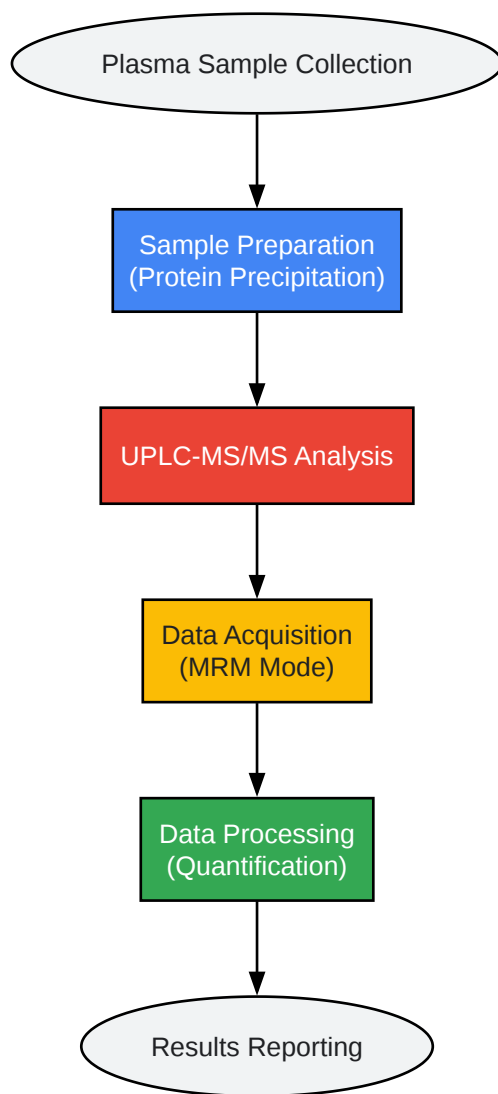 Plasma Sample Collection
Sample Preparation
(Protein Precipitation)
UPLC-MS/MS Analysis
Data Acquisition
(MRM Mode)
Data Processing
(Quantification)
Results Reporting